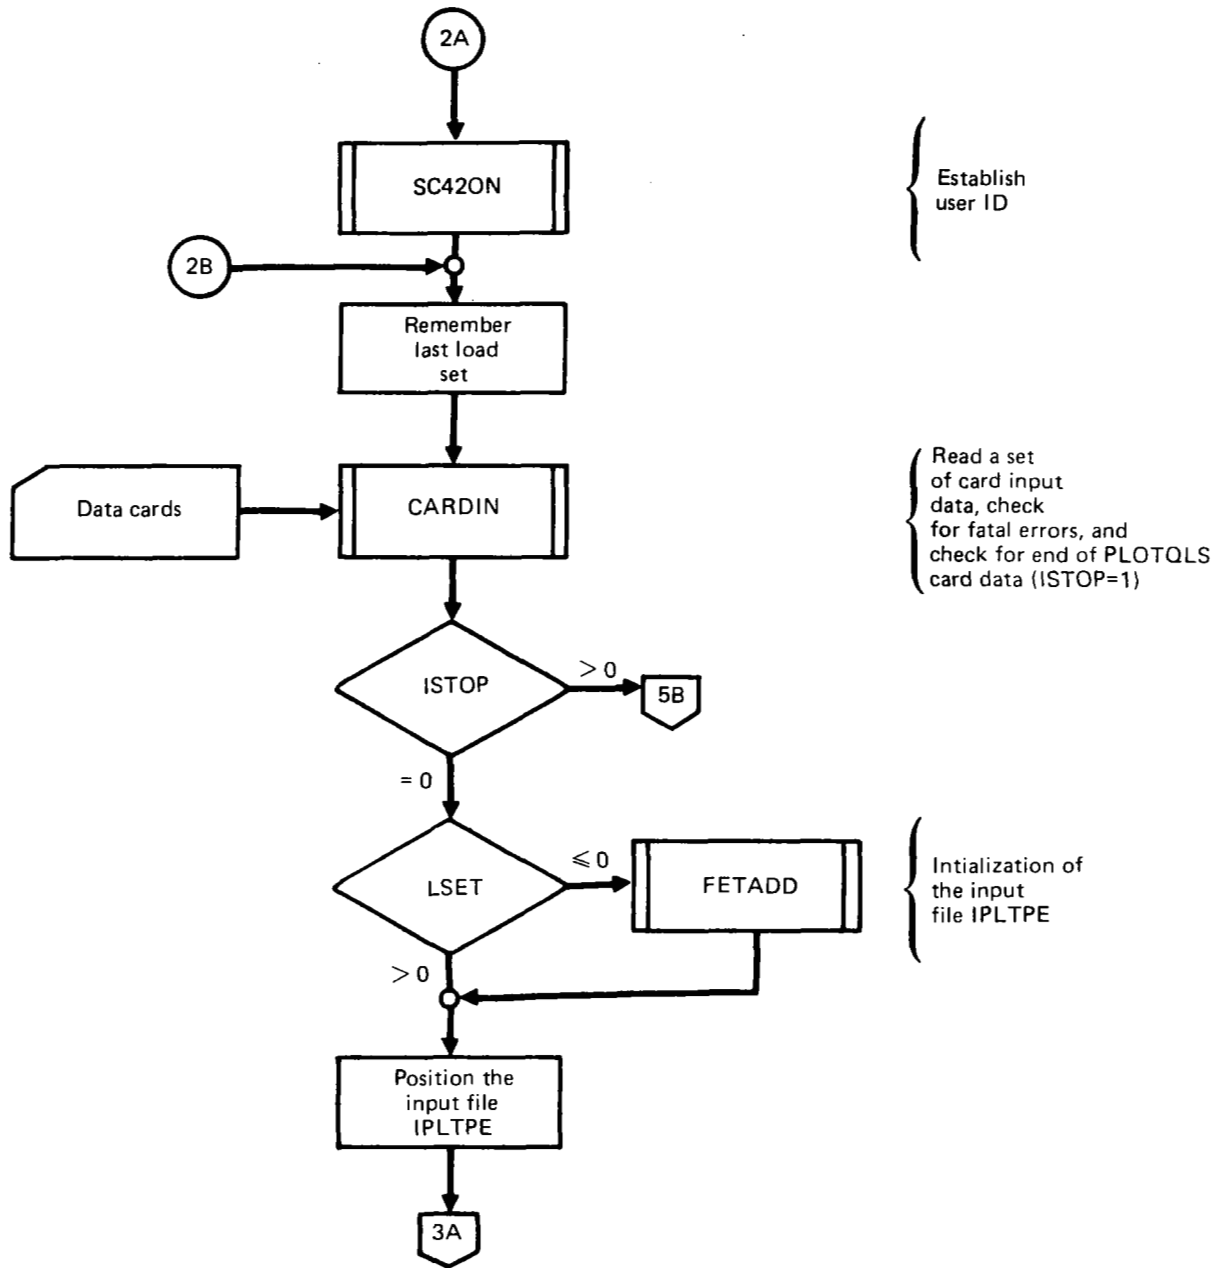 2A
SC42ON
Establish
user ID
2B
Remember
last load
set
Data cards
CARDIN
Read a set
of card input
data, check
for fatal errors, and
check for end of PLOTQLS
card data (ISTOP=1)
ISTOP
> 0
5B
= 0
LSET
≤ 0
FETADD
Intialization of
the input
file IPLTPE
> 0
Position the
input file
IPLTPE
3A